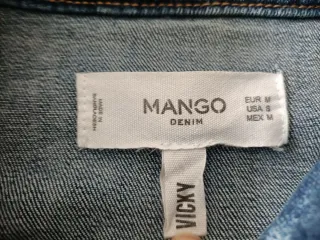 MANGO
DENIM
EUR M
USA S
MEX M
VICKY